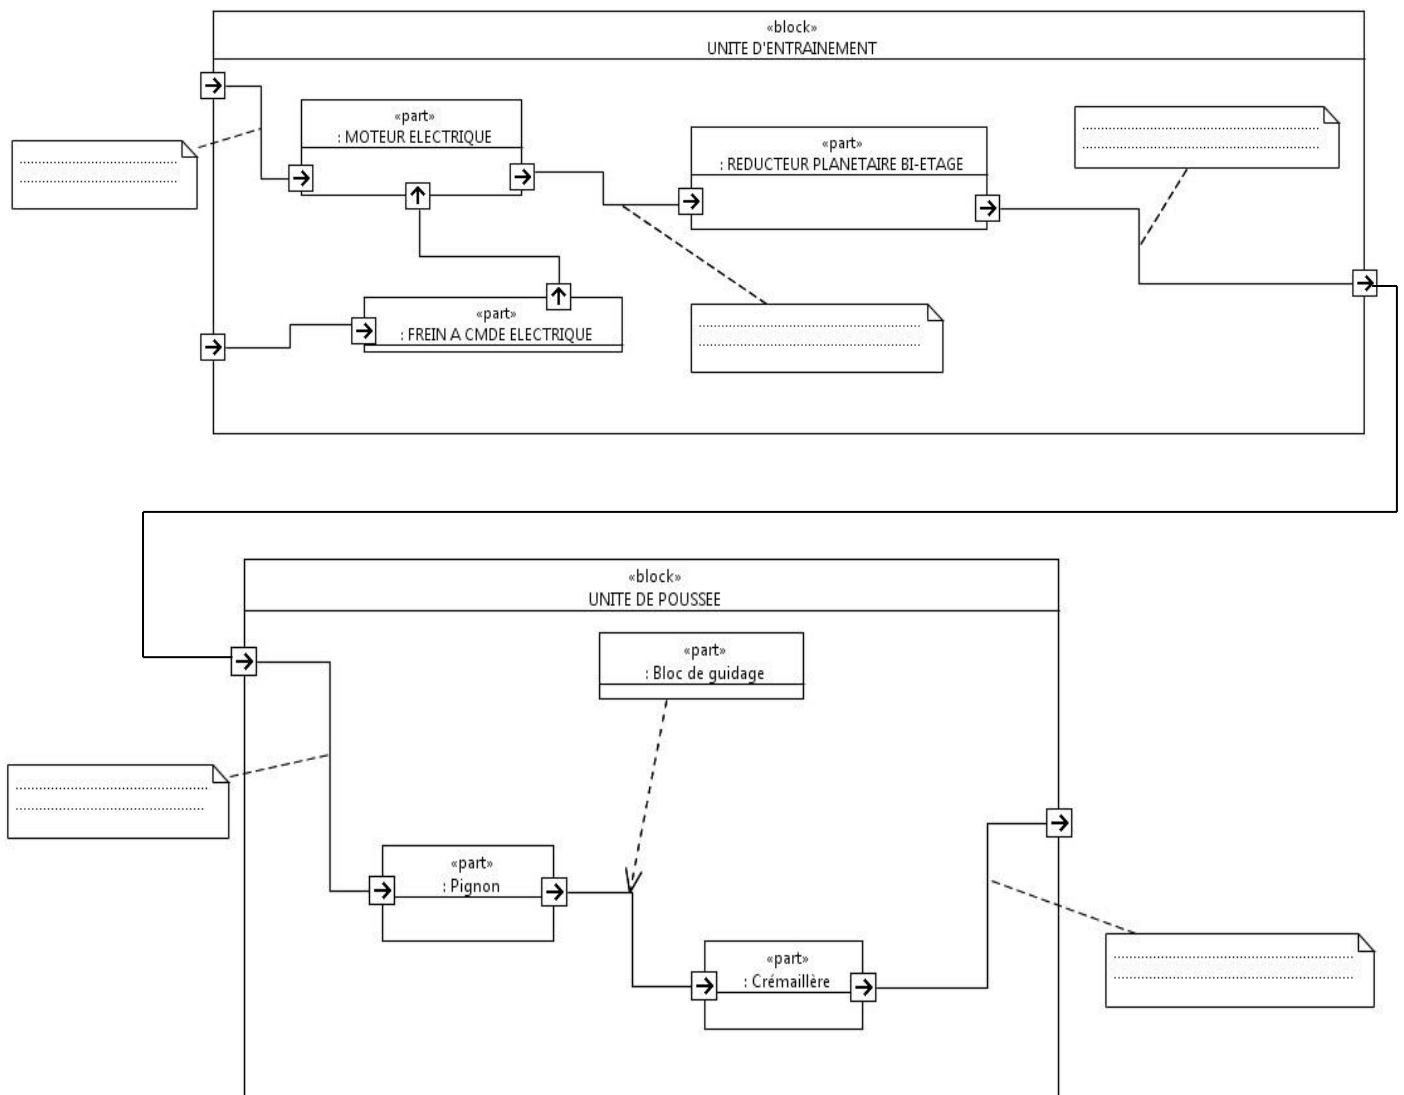 «block»
UNITE D'ENTRAINEMENT
«part»
: MOTEUR ELECTRIQUE
«part»
: REDUCTEUR PLANETAIRE BI-ETAGE
«part»
: FREIN A CMDE ELECTRIQUE
«block»
UNITE DE POUSSEE
«part»
: Bloc de guidage
«part»
: Pignon
«part»
: Crémaillère